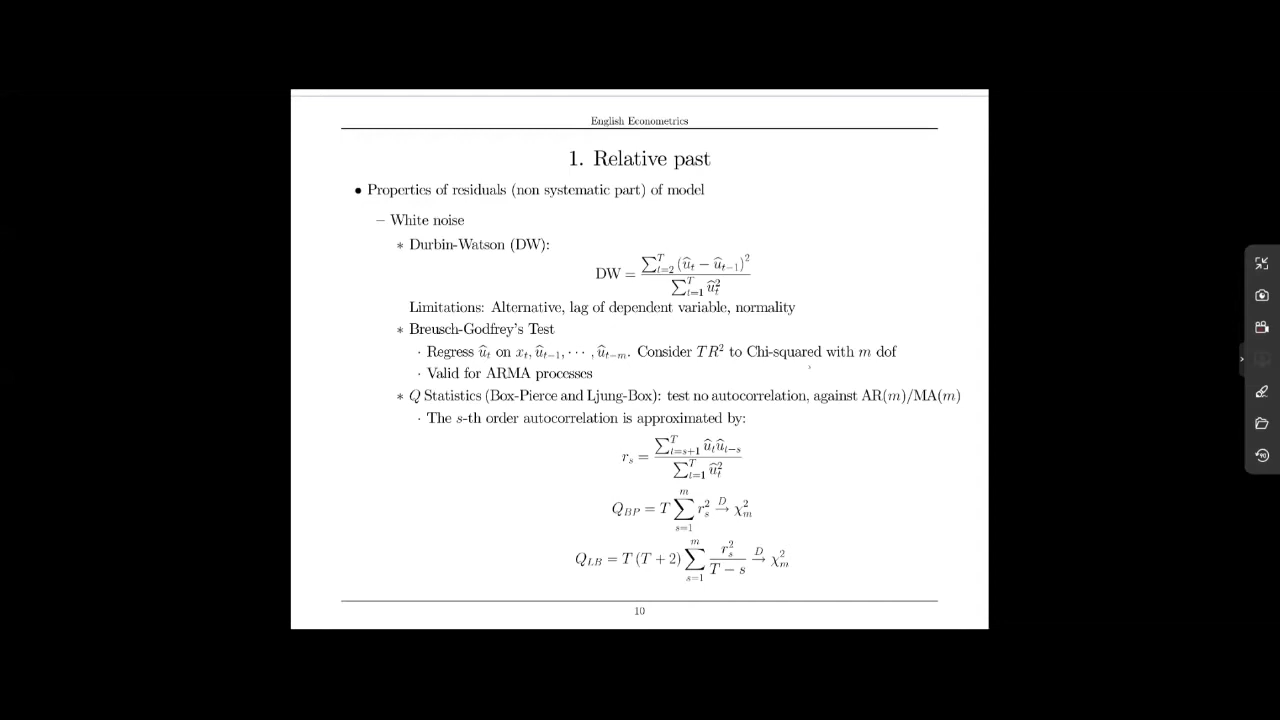 English Econometrics
1. Relative past
• Properties of residuals (non systematic part) of model
– White noise
∗ Durbin-Watson (DW):
DW = \frac{\sum_{t=2}^{T} (\hat{u}_t − \hat{u}_{t−1})^2}{\sum_{t=1}^{T} \hat{u}_t^2}
Limitations: Alternative, lag of dependent variable, normality
∗ Breusch-Godfrey's Test
· Regress \hat{u}_t on x_t, \hat{u}_{t−1}, ⋯ , \hat{u}_{t−m}. Consider TR^2 to Chi-squared with m dof
· Valid for ARMA processes
∗ Q Statistics (Box-Pierce and Ljung-Box): test no autocorrelation, against AR(m)/MA(m)
· The s-th order autocorrelation is approximated by:
r_s = \frac{\sum_{t=s+1}^{T} \hat{u}_t \hat{u}_{t−s}}{\sum_{t=1}^{T} \hat{u}_t^2}
Q_{BP} = T \sum_{s=1}^{m} r_s^2 \xrightarrow{D} χ_m^2
Q_{LB} = T (T + 2) \sum_{s=1}^{m} \frac{r_s^2}{T − s} \xrightarrow{D} χ_m^2
10